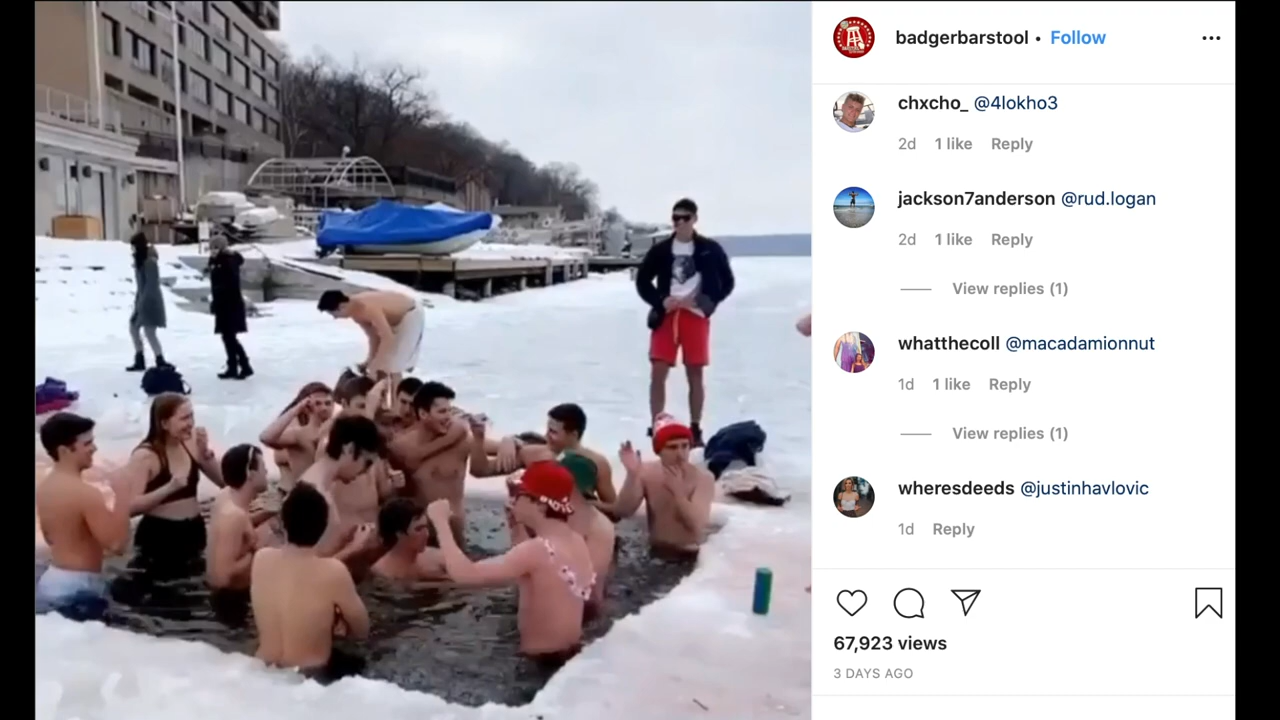 badgerbarstool • Follow
chxcho_ @4lokho3
2d 1 like Reply
jackson7anderson @rud.logan
2d 1 like Reply
View replies (1)
whatthecoll @macadamionnut
1d 1 like Reply
View replies (1)
wheresdeeds @justinhavlovic
1d Reply
67,923 views
3 DAYS AGO